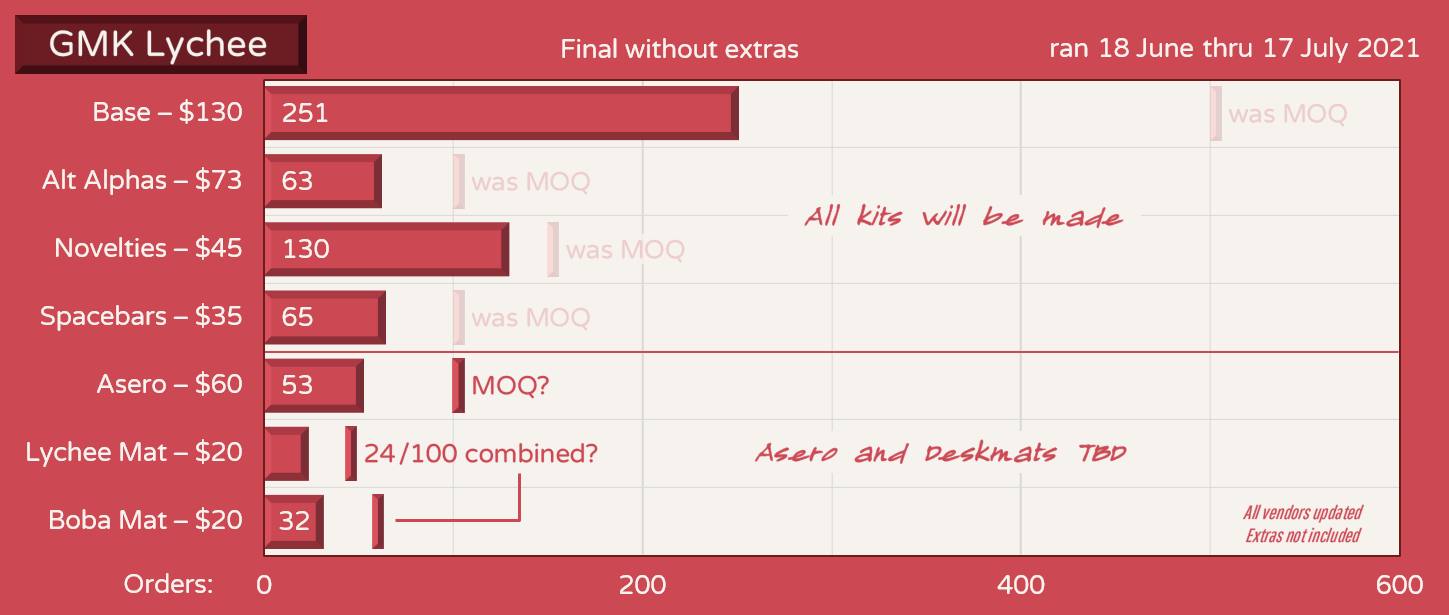 GMK Lychee
Final without extras
ran 18 June thru 17 July 2021
Base – $130
251
was MOQ
Alt Alphas – $73
63
was MOQ
All kits will be made
Novelties – $45
130
was MOQ
Spacebars – $35
65
was MOQ
Asero – $60
53
MOQ?
Lychee Mat – $20
24/100 combined?
Asero and Deskmats TBD
Boba Mat – $20
32
All vendors updated
Extras not included
Orders:
0
200
400
600